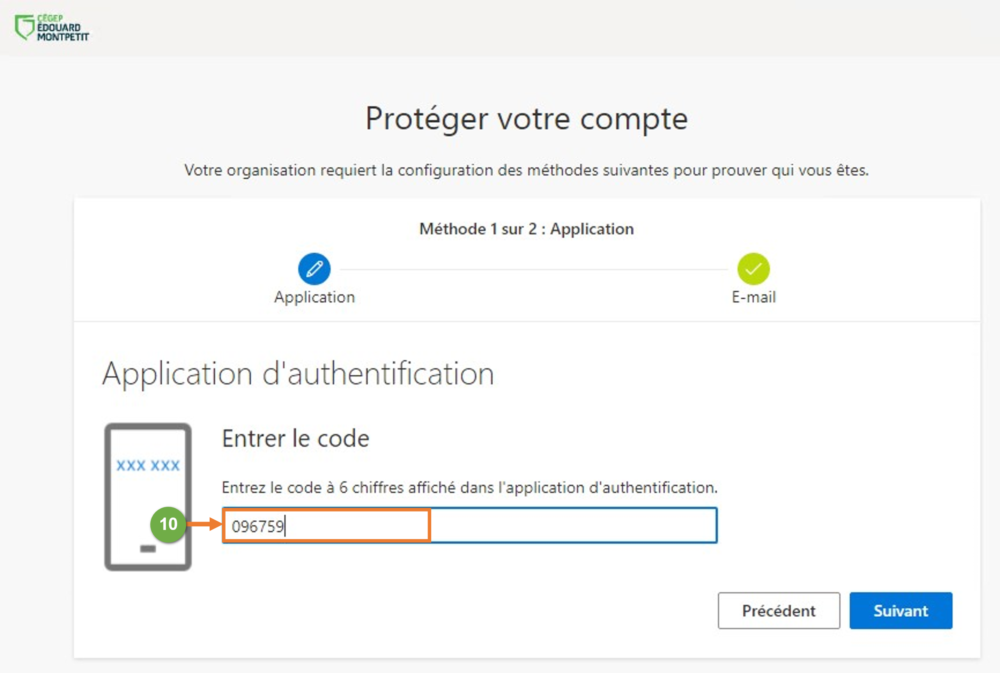 CÉGEP
ÉDOUARD
MONTPETIT
Protéger votre compte
Votre organisation requiert la configuration des méthodes suivantes pour prouver qui vous êtes.
Méthode 1 sur 2 : Application
Application
E-mail
Application d'authentification
Entrer le code
XXX XXX
Entrez le code à 6 chiffres affiché dans l'application d'authentification.
10
096759
Précédent
Suivant